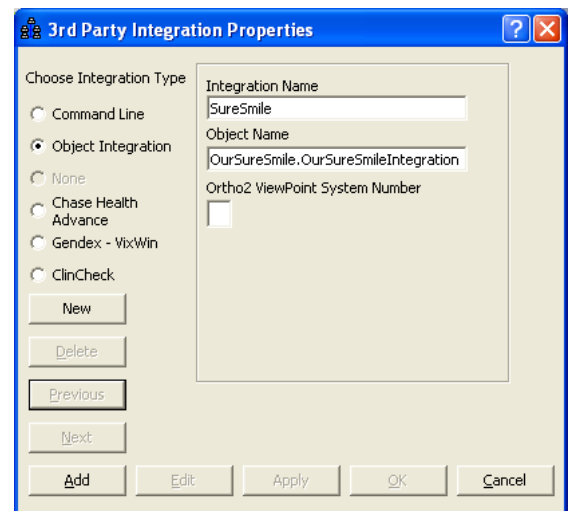 3rd Party Integration Properties
Choose Integration Type
Command Line
Object Integration
None
Chase Health
Advance
Gendex - VixWin
ClinCheck
New
Delete
Previous
Next
Integration Name
SureSmile
Object Name
OurSureSmile.OurSureSmileIntegration
Ortho2 ViewPoint System Number
Add
Edit
Apply
OK
Cancel